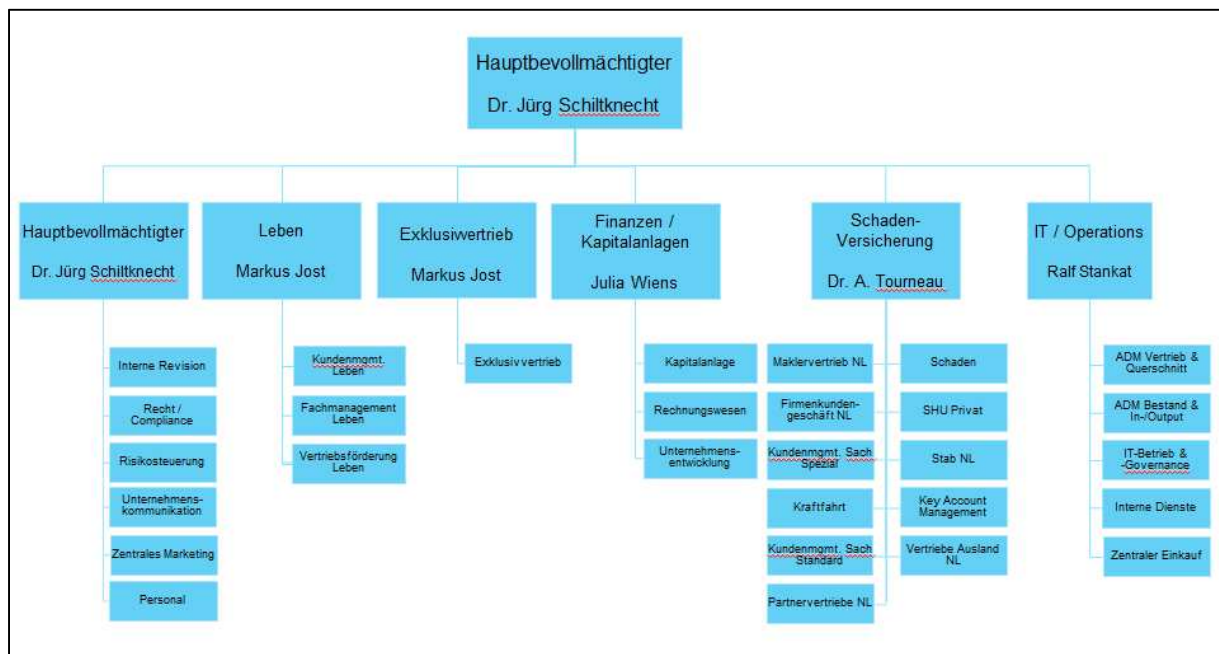 Hauptbevollmächtigter
Dr. Jürg Schiltknecht
Hauptbevollmächtigter
Dr. Jürg Schiltknecht
Leben
Markus Jost
Exklusivvertrieb
Markus Jost
Finanzen /
Kapitalanlagen
Julia Wiens
Schaden-
Versicherung
Dr. A. Tourneau
IT / Operations
Ralf Stankat
Interne Revision
Recht /
Compliance
Risikosteuerung
Unternehmens-
kommunikation
Zentrales Marketing
Personal
Kundenmgmt.
Leben
Fachmanagement
Leben
Vertriebsförderung
Leben
Exklusivvertrieb
Kapitalanlage
Rechnungswesen
Unternehmens-
entwicklung
Maklervertrieb NL
Firmenkunden-
geschäft NL
Kundenmgmt. Sach
Spezial
Kraftfahrt
Kundenmgmt. Sach
Standard
Partnervertriebe NL
Schaden
SHU Privat
Stab NL
Key Account
Management
Vertriebe Ausland
NL
ADM Vertrieb &
Querschnitt
ADM Bestand &
In-/Output
IT-Betrieb &
-Governance
Interne Dienste
Zentraler Einkauf